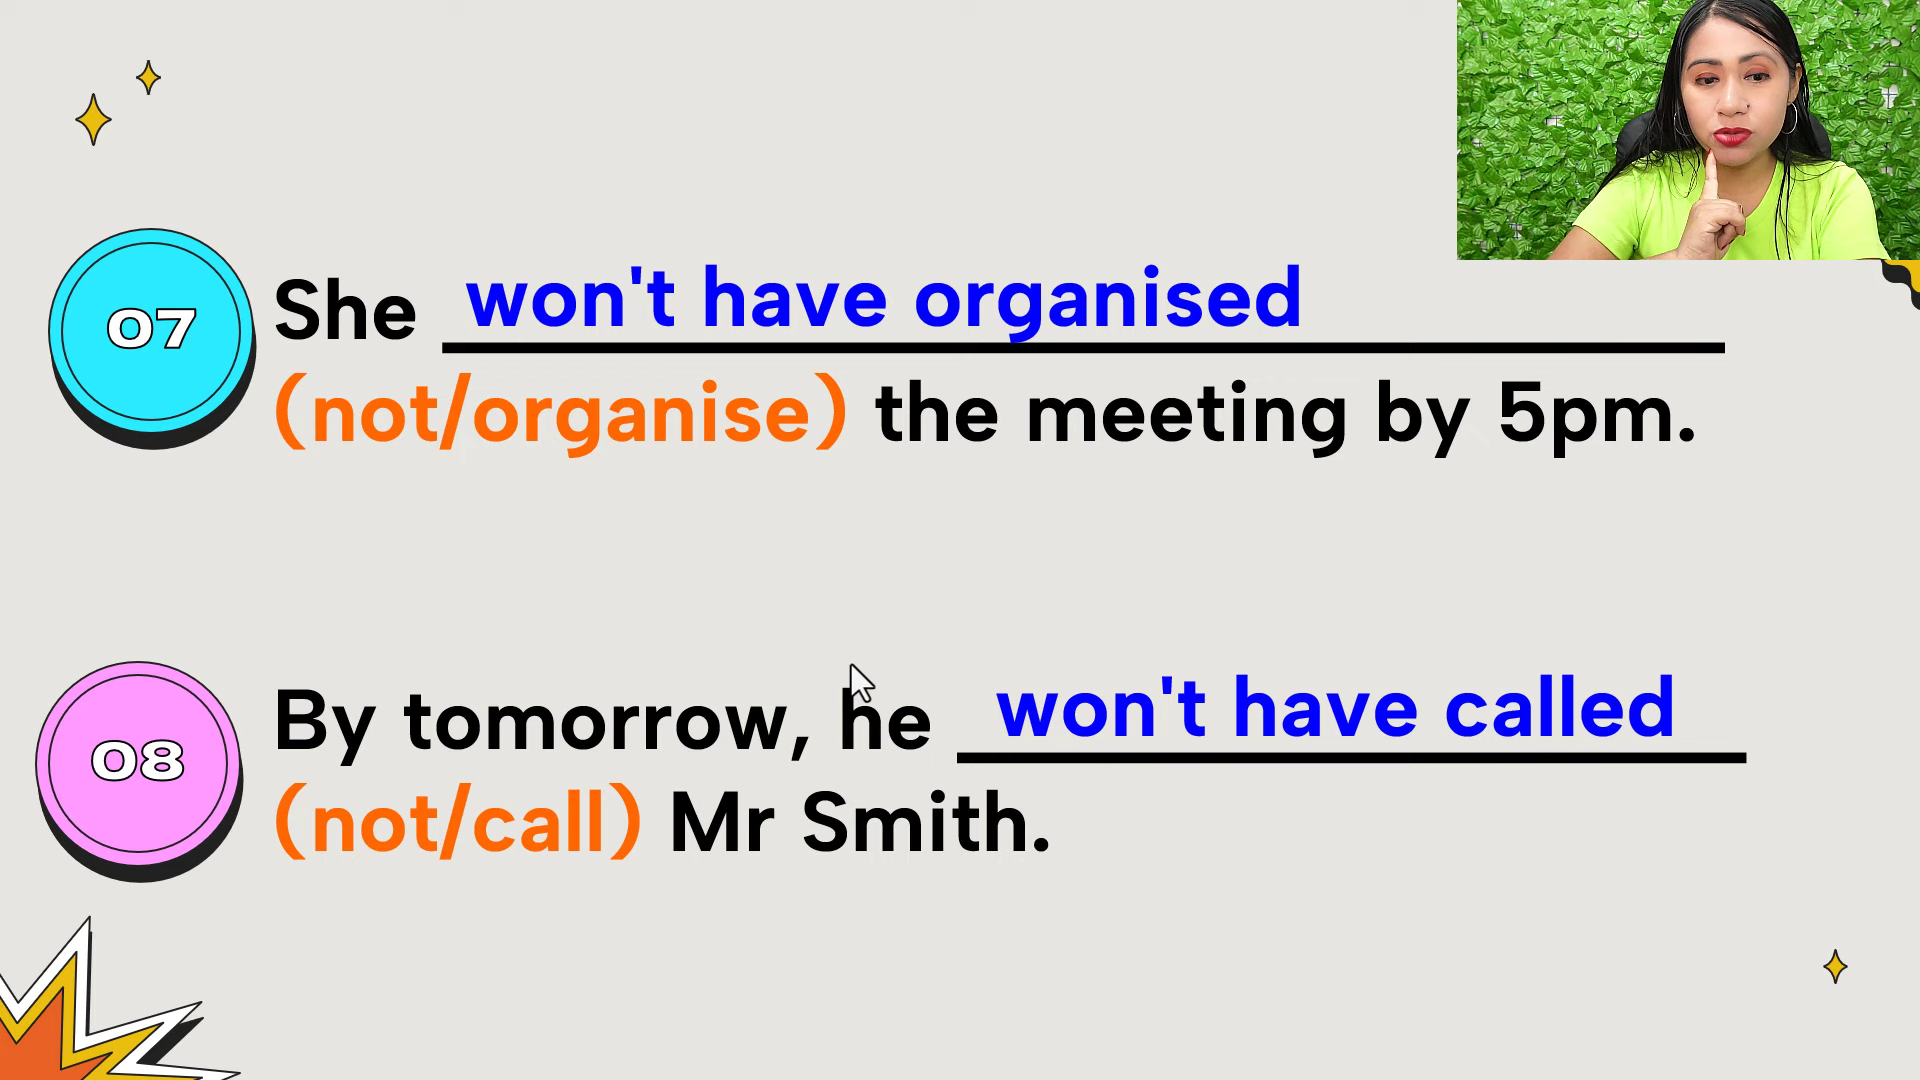 07
She won't have organised
(not/organise) the meeting by 5pm.
08
By tomorrow, he won't have called
(not/call) Mr Smith.